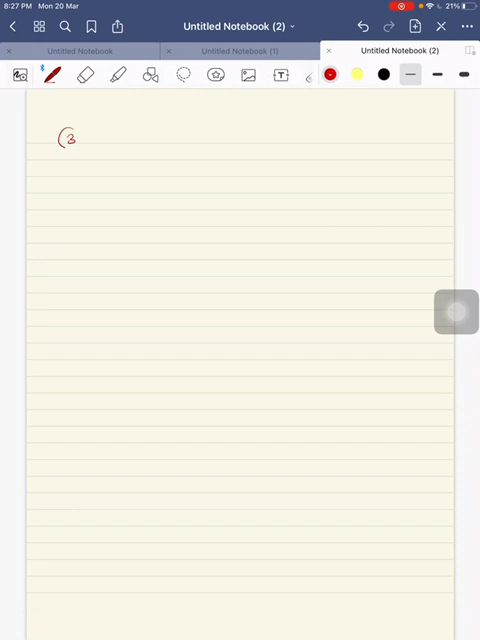 8:27 PM Mon 20 Mar 21%
Untitled Notebook (2)
Untitled Notebook Untitled Notebook (1) Untitled Notebook (2)
T
(3